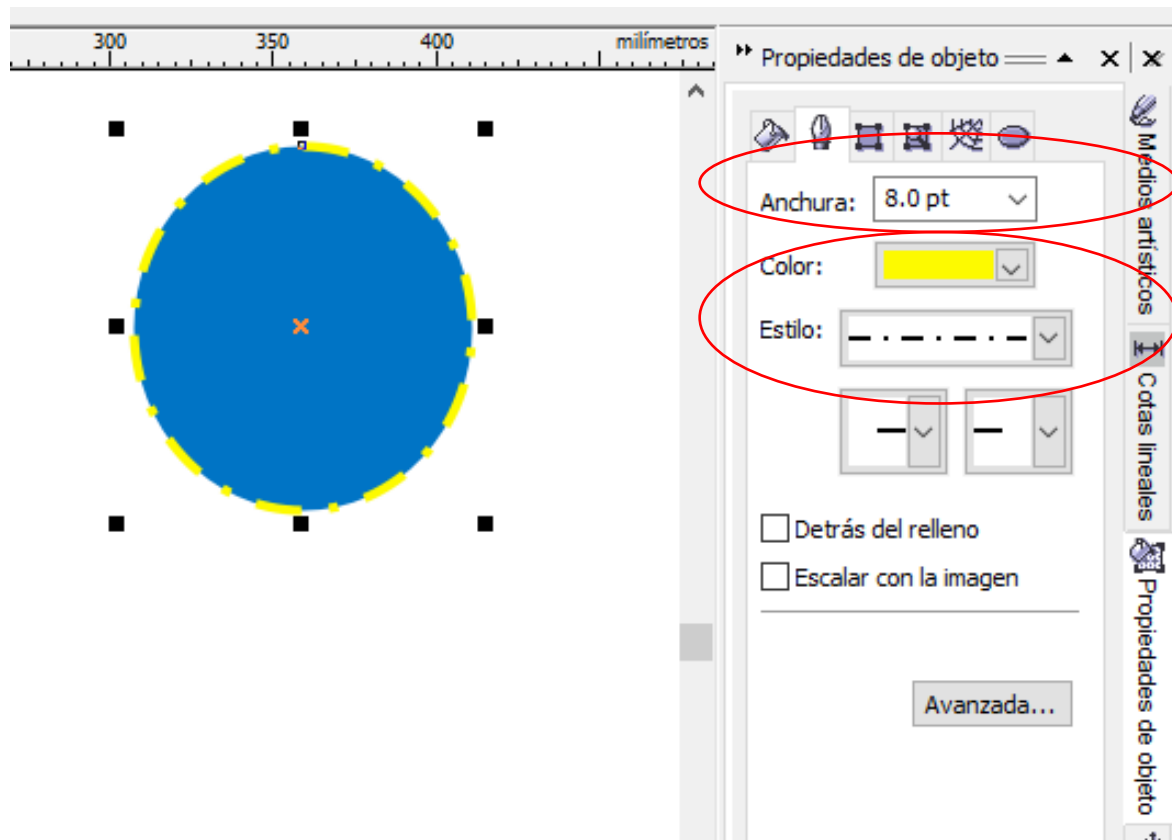 300 350 400 milímetros
Propiedades de objeto
Anchura: 8.0 pt
Color:
Estilo:
Detrás del relleno
Escalar con la imagen
Avanzada...
Medios artísticos
Cotas lineales
Propiedades de objeto